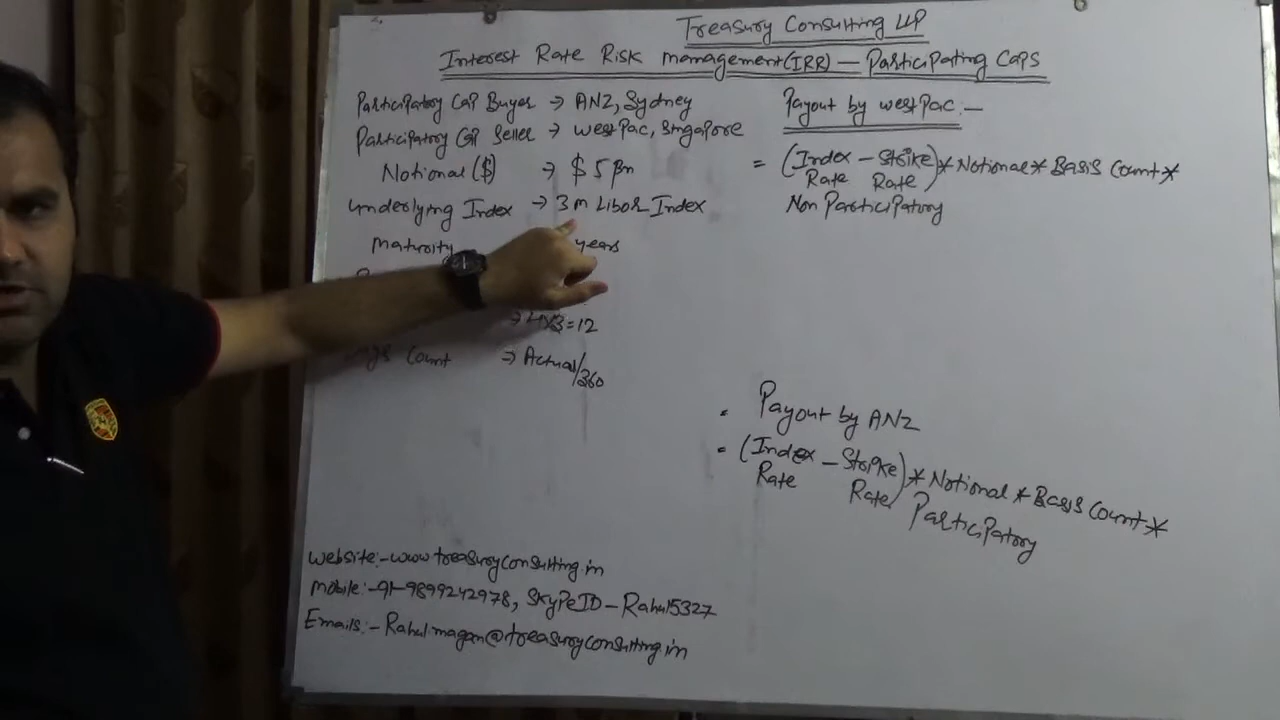 Treasury Consulting LLP
Interest Rate Risk management (IRR) — Participating Caps
Participatory Cap Buyer → ANZ, Sydney
Participatory Cap Seller → WestPac, Singapore
Notional ($) → $ 5 Bn
Underlying Index → 3m Libor Index
Maturity years
→ 4x3=12
Count → Actual/360
Payout by WestPac :—
= (Index Rate – Strike Rate) * Notional * Basis Count *
Non Participatory
= Payout by ANZ
= (Index Rate – Strike Rate) * Notional * Basis Count *
Participatory
Website:- www.treasuryconsulting.in
Mobile:- 91-9899242978, SkypeID - Rahul5327
Emails:- Rahul.magan@treasuryconsulting.in